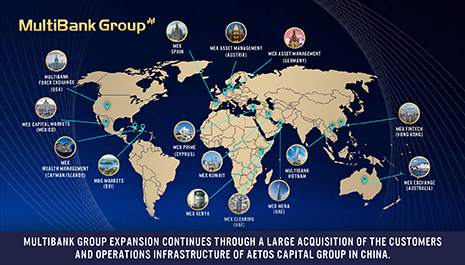 MultiBank Group
MEX
SPAIN
MEX ASSET MANAGEMENT
(AUSTRIA)
MEX ASSET MANAGEMENT
(GERMANY)
MULTIBANK
FOREX EXCHANGE
(USA)
MEX CAPITAL MARKETS
MEX
WEALTH MANAGEMENT
(CAYMAN ISLANDS)
MBG MARKETS
(BVI)
MEX PRIME
(CYPRUS)
MEX KUWAIT
MEX KENYA
MEX CLEARING
(UAE)
MEX MENA
(UAE)
MULTIBANK
VIETNAM
MEX FINTECH
(HONG KONG)
MEX EXCHANGE
(AUSTRALIA)
MULTIBANK GROUP EXPANSION CONTINUES THROUGH A LARGE ACQUISITION OF THE CUSTOMERS
AND OPERATIONS INFRASTRUCTURE OF AETOS CAPITAL GROUP IN CHINA.